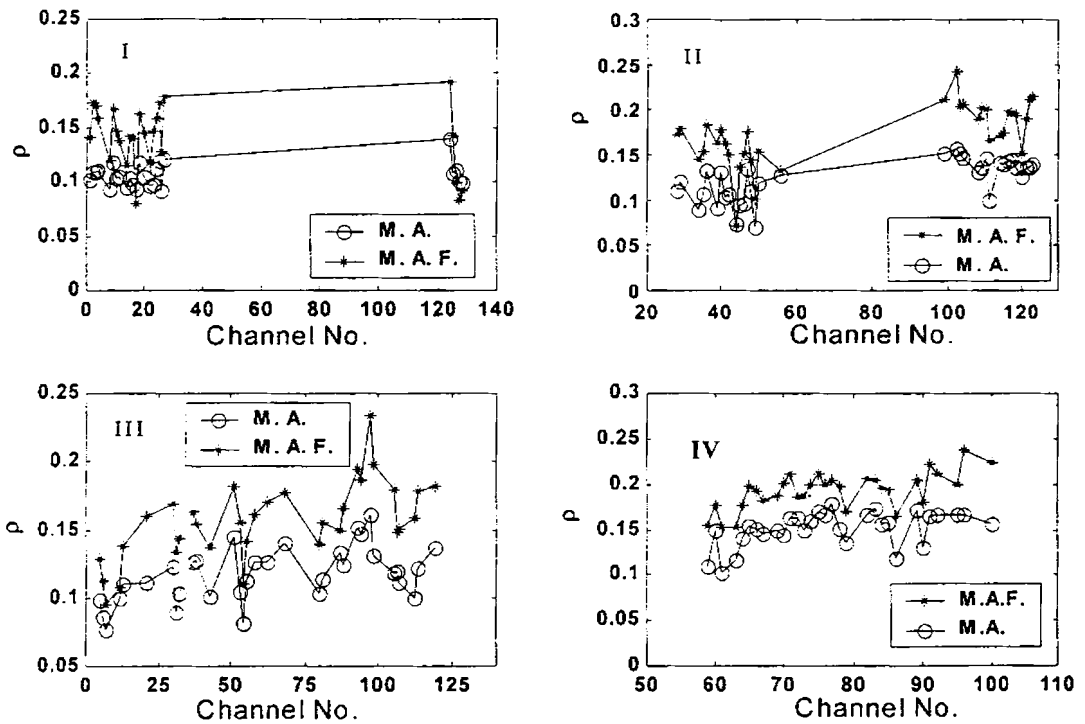 I
ρ
0.25
0.2
0.15
0.1
0.05
0
0 20 40 60 80 100 120 140
Channel No.
M. A.
M. A. F.
II
ρ
0.3
0.25
0.2
0.15
0.1
0.05
0
20 40 60 80 100 120
Channel No.
M. A. F.
M. A.
III
ρ
0.25
0.2
0.15
0.1
0.05
0 25 50 75 100 125
Channel No.
M. A.
M. A. F.
IV
ρ
0.3
0.25
0.2
0.15
0.1
0.05
0
50 60 70 80 90 100 110
Channel No.
M.A.F.
M.A.